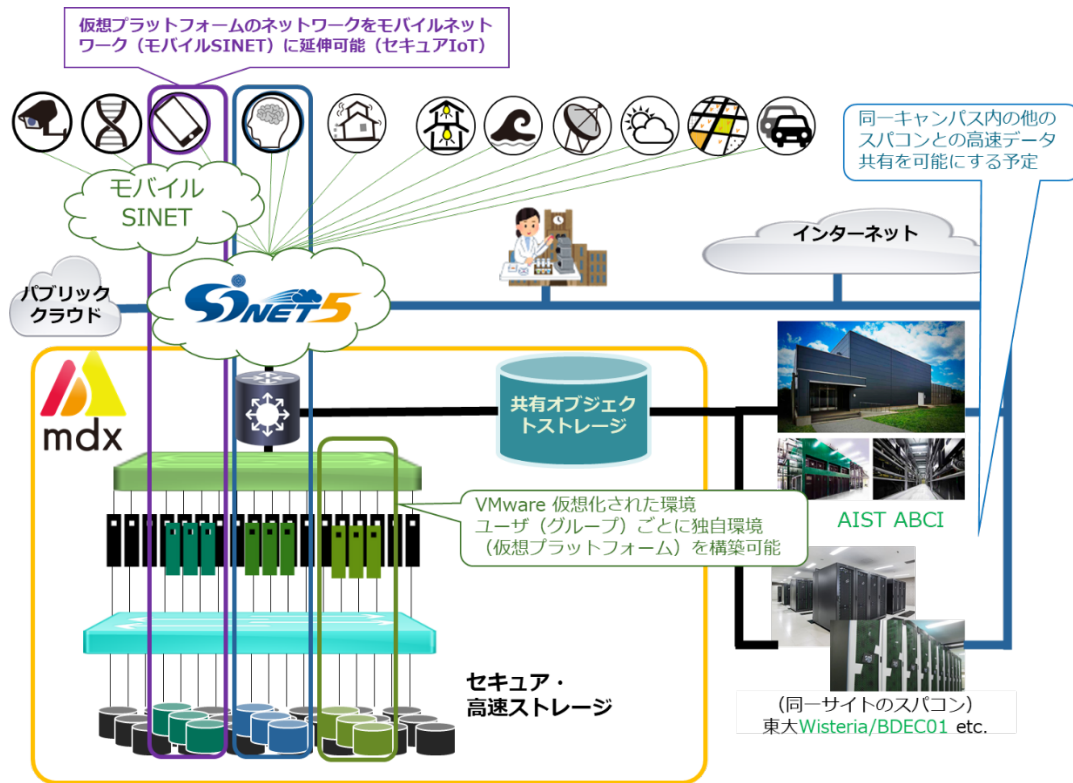 仮想プラットフォームのネットワークをモバイルネット
ワーク（モバイルSINET）に延伸可能（セキュアIoT）
同一キャンパス内の他の
スパコンとの高速データ
共有を可能にする予定
モバイル
SINET
インターネット
パブリック
クラウド
SINET5
mdx
共有オブジェク
トストレージ
VMware 仮想化された環境
ユーザ（グループ）ごとに独自環境
（仮想プラットフォーム）を構築可能
AIST ABCI
セキュア・
高速ストレージ
（同一サイトのスパコン）
東大Wisteria/BDEC01 etc.